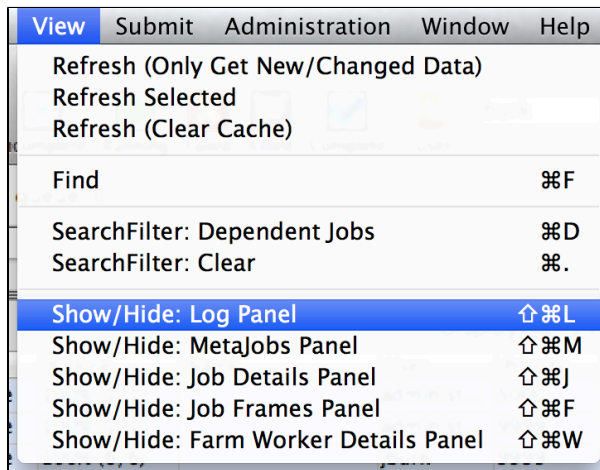 View Submit Administration Window Help
Refresh (Only Get New/Changed Data)
Refresh Selected
Refresh (Clear Cache)
Find ⌘F
SearchFilter: Dependent Jobs ⌘D
SearchFilter: Clear ⌘.
Show/Hide: Log Panel ⇧⌘L
Show/Hide: MetaJobs Panel ⇧⌘M
Show/Hide: Job Details Panel ⇧⌘J
Show/Hide: Job Frames Panel ⇧⌘F
Show/Hide: Farm Worker Details Panel ⇧⌘W